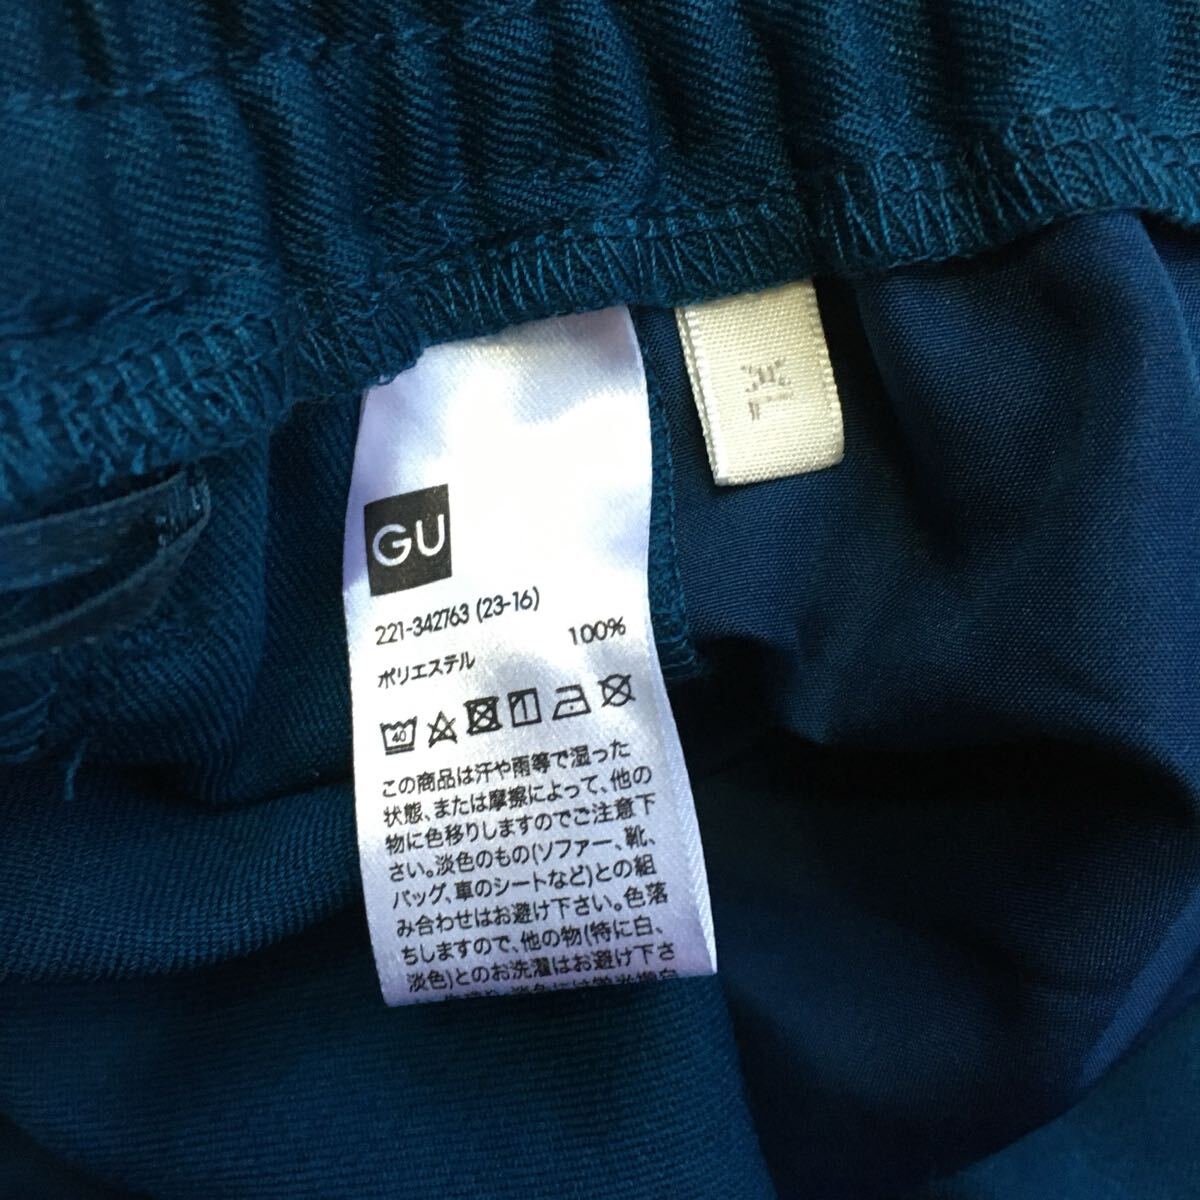 GU
221-342763 (23-16)
ポリエステル 100%
40
この商品は汗や雨等で湿った
状態、または摩擦によって、他の
物に色移りしますのでご注意下
さい。淡色のもの(ソファー、靴、
バッグ、車のシートなど)との組
み合わせはお避け下さい。色落
ちしますので、他の物(特に白、
淡色)とのお洗濯はお避け下さ